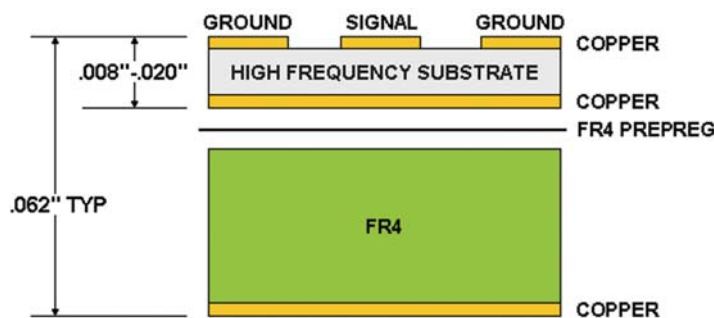 GROUND SIGNAL GROUND
COPPER
.008"-.020"
HIGH FREQUENCY SUBSTRATE
COPPER
FR4 PREPREG
.062" TYP
FR4
COPPER